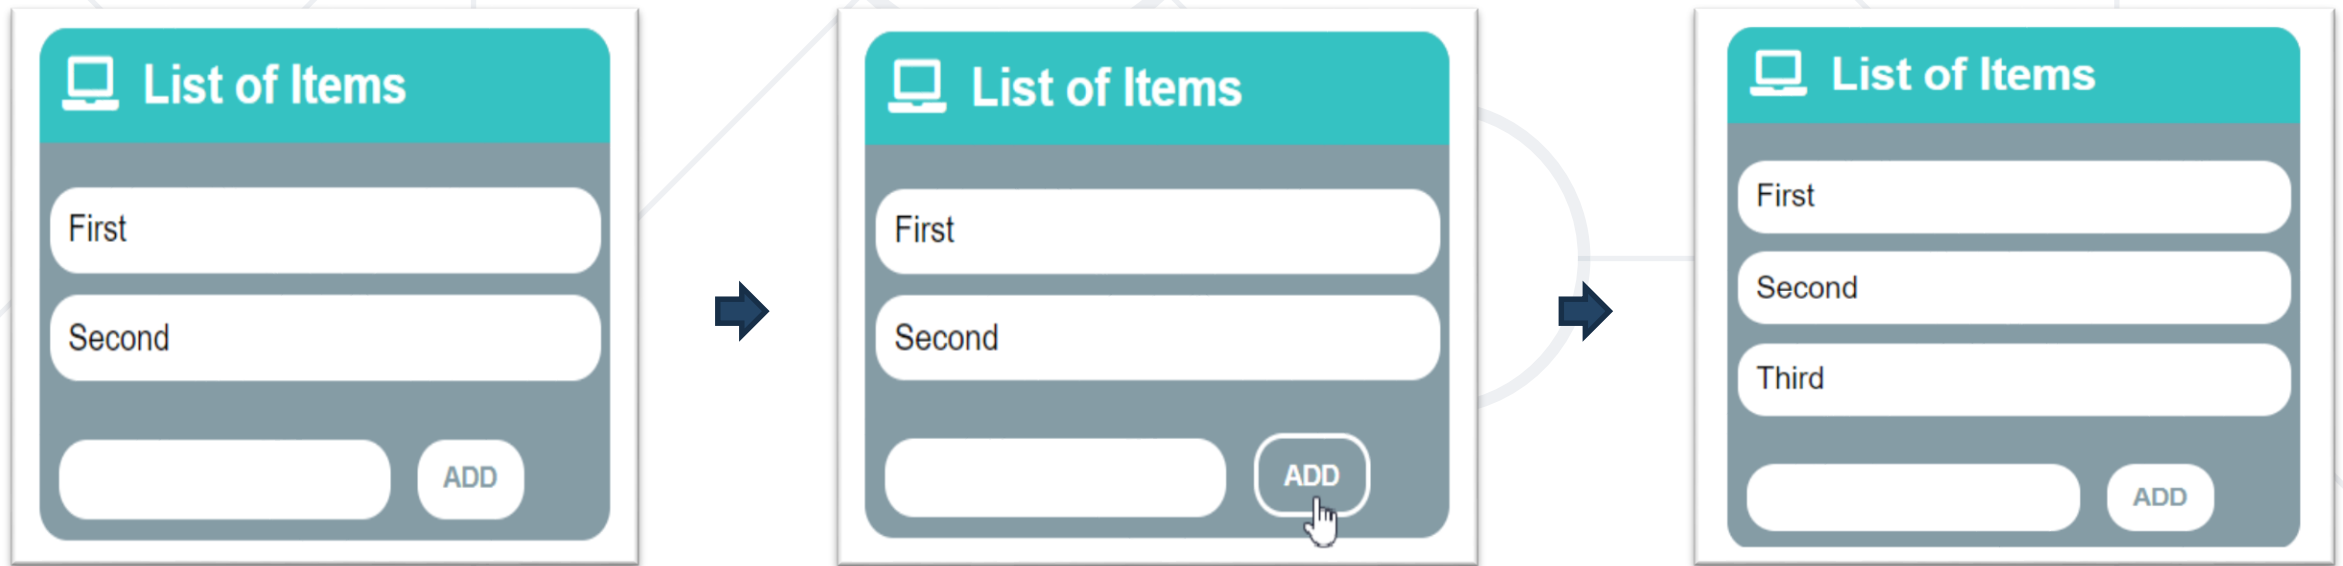 List of Items
First
Second
ADD
List of Items
First
Second
ADD
List of Items
First
Second
Third
ADD